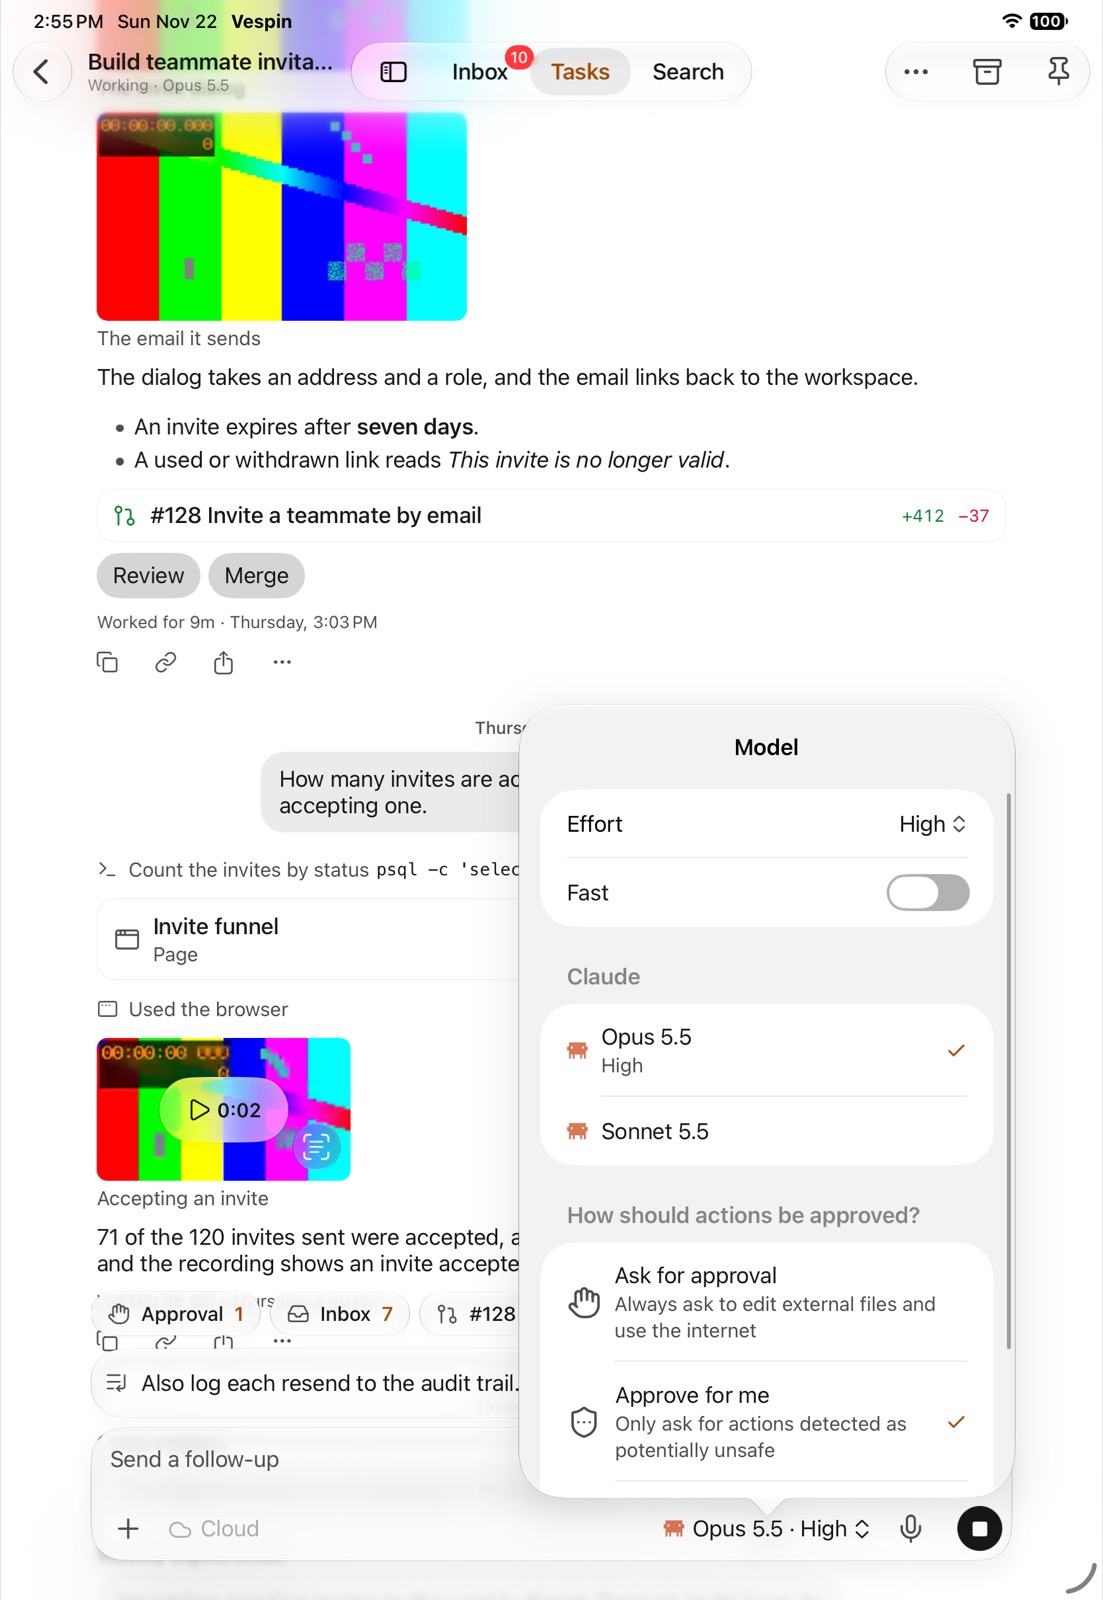 2:55 PM Sun Nov 22 Vespin
100
Build teammate invita...
Working · Opus 5.5
Inbox 10
Tasks
Search
00:00:00.000
0
The email it sends
The dialog takes an address and a role, and the email links back to the workspace.
• An invite expires after seven days.
• A used or withdrawn link reads This invite is no longer valid.
#128 Invite a teammate by email +412 −37
Review Merge
Worked for 9m · Thursday, 3:03 PM
Thurs
How many invites are ac
accepting one.
Count the invites by status psql -c 'selec
Invite funnel
Page
Used the browser
00:00:00
0:02
Accepting an invite
71 of the 120 invites sent were accepted, a
and the recording shows an invite accepte
Approval 1
Inbox 7
#128
Also log each resend to the audit trail.
Send a follow-up
Cloud
Opus 5.5 · High
Model
Effort High
Fast
Claude
Opus 5.5
High
Sonnet 5.5
How should actions be approved?
Ask for approval
Always ask to edit external files and
use the internet
Approve for me
Only ask for actions detected as
potentially unsafe